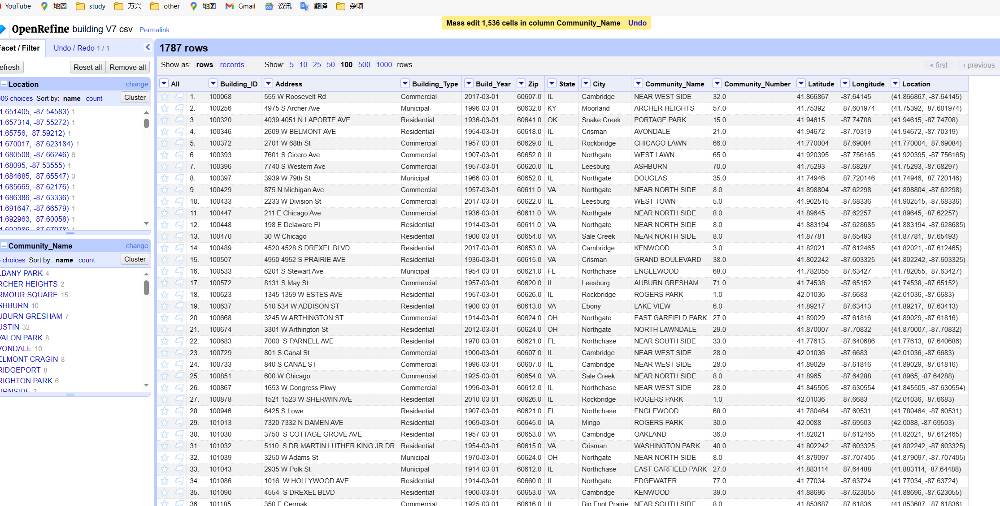 YouTube 地圖 study 万兴 other 地图 Gmail 资讯 翻译 杂项
Mass edit 1,536 cells in column Community_Name Undo
OpenRefine building V7 csv Permalink
Facet / Filter Undo / Redo 1 / 1
1787 rows
efresh Reset all Remove all
Show as: rows records Show: 5 10 25 50 100 500 1000 rows « first ‹ previous
Location change
06 choices Sort by: name count Cluster
1.651405, -87.54583) 1
1.657314, -87.55272) 1
1.65756, -87.59212) 1
1.670017, -87.623184) 1
1.680508, -87.66246) 6
1.68095, -87.53555) 1
1.684685, -87.65547) 3
1.685665, -87.62176) 1
1.686386, -87.63336) 1
1.691647, -87.66579) 1
1.692963, -87.60058) 1
1.692986, -87.67978) 1
Community_Name change
choices Sort by: name count Cluster
LBANY PARK 4
RCHER HEIGHTS 2
RMOUR SQUARE 15
SHBURN 10
UBURN GRESHAM 7
USTIN 32
VALON PARK 8
VONDALE 10
ELMONT CRAGIN 8
RIDGEPORT 8
RIGHTON PARK 6
URNSIDE 2
All Building_ID Address Building_Type Build_Year Zip State City Community_Name Community_Number Latitude Longitude Location
1. 100068 555 W Roosevelt Rd Commercial 2017-03-01 60607.0 IL Cambridge NEAR WEST SIDE 32.0 41.866867 -87.64145 (41.866867, -87.64145)
2. 100256 4975 S Archer Ave Municipal 1996-03-01 60632.0 KY Moorland ARCHER HEIGHTS 57.0 41.75392 -87.601974 (41.75392, -87.601974)
3. 100320 4039 4051 N LAPORTE AVE Residential 1936-03-01 60641.0 OK Snake Creek PORTAGE PARK 15.0 41.94615 -87.74708 (41.94615, -87.74708)
4. 100346 2609 W BELMONT AVE Residential 1954-03-01 60618.0 IL Crisman AVONDALE 21.0 41.94672 -87.70319 (41.94672, -87.70319)
5. 100372 2701 W 68th St Commercial 1957-03-01 60629.0 IL Rockbridge CHICAGO LAWN 66.0 41.770004 -87.69084 (41.770004, -87.69084)
6. 100393 7601 S Cicero Ave Commercial 1907-03-01 60652.0 IL Northgate WEST LAWN 65.0 41.920395 -87.756165 (41.920395, -87.756165)
7. 100396 7740 S Western Ave Commercial 1957-03-01 60620.0 IL Leesburg ASHBURN 70.0 41.75293 -87.68297 (41.75293, -87.68297)
8. 100397 3939 W 79th St Municipal 1966-03-01 60652.0 IL Northgate DOUGLAS 35.0 41.74946 -87.720146 (41.74946, -87.720146)
9. 100429 875 N Michigan Ave Commercial 1957-03-01 60611.0 VA Northgate NEAR NORTH SIDE 8.0 41.898804 -87.62298 (41.898804, -87.62298)
10. 100433 2233 W Division St Commercial 2017-03-01 60622.0 IL Leesburg WEST TOWN 5.0 41.902515 -87.68336 (41.902515, -87.68336)
11. 100447 211 E Chicago Ave Commercial 1936-03-01 60611.0 VA Northgate NEAR NORTH SIDE 8.0 41.89645 -87.62257 (41.89645, -87.62257)
12. 100448 198 E Delaware Pl Residential 1914-03-01 60611.0 VA Northgate NEAR NORTH SIDE 8.0 41.883194 -87.628685 (41.883194, -87.628685)
13. 100470 30 W Chicago Residential 1900-03-01 60654.0 VA Sale Creek NEAR NORTH SIDE 8.0 41.87781 -87.65493 (41.87781, -87.65493)
14. 100489 4520 4528 S DREXEL BLVD Residential 2017-03-01 60653.0 VA Cambridge KENWOOD 3.0 41.82021 -87.612465 (41.82021, -87.612465)
15. 100507 4950 4952 S PRAIRIE AVE Residential 1936-03-01 60615.0 VA Crisman GRAND BOULEVARD 38.0 41.802242 -87.603325 (41.802242, -87.603325)
16. 100533 6201 S Stewart Ave Municipal 1954-03-01 60621.0 FL Northchase ENGLEWOOD 68.0 41.782055 -87.63427 (41.782055, -87.63427)
17. 100572 8131 S May St Commercial 1957-03-01 60620.0 IL Leesburg AUBURN GRESHAM 71.0 41.74538 -87.65152 (41.74538, -87.65152)
18. 100623 1345 1359 W ESTES AVE Residential 1957-03-01 60626.0 IL Rockbridge ROGERS PARK 1.0 42.01036 -87.6683 (42.01036, -87.6683)
19. 100637 510 534 W ADDISON ST Residential 1900-03-01 60613.0 VA Ebony LAKE VIEW 6.0 41.89217 -87.63413 (41.89217, -87.63413)
20. 100668 3245 W ARTHINGTON ST Commercial 1914-03-01 60624.0 OH Northgate EAST GARFIELD PARK 27.0 41.89029 -87.61816 (41.89029, -87.61816)
21. 100674 3301 W Arthington St Residential 2012-03-01 60624.0 OH Northgate NORTH LAWNDALE 29.0 41.870007 -87.70832 (41.870007, -87.70832)
22. 100683 7000 S PARNELL AVE Residential 1970-03-01 60621.0 FL Northchase NEAR SOUTH SIDE 33.0 41.77613 -87.640686 (41.77613, -87.640686)
23. 100729 801 S Canal St Commercial 1900-03-01 60607.0 IL Cambridge NEAR WEST SIDE 28.0 42.01036 -87.6683 (42.01036, -87.6683)
24. 100733 840 S CANAL ST Commercial 1996-03-01 60607.0 IL Cambridge NEAR WEST SIDE 28.0 41.89029 -87.61816 (41.89029, -87.61816)
25. 100851 600 W Chicago Commercial 1925-03-01 60654.0 VA Sale Creek NEAR NORTH SIDE 8.0 41.8965 -87.64288 (41.8965, -87.64288)
26. 100867 1653 W Congress Pkwy Commercial 1996-03-01 60612.0 IL Northchase NEAR WEST SIDE 28.0 41.845505 -87.630554 (41.845505, -87.630554)
27. 100878 1521 1523 W SHERWIN AVE Residential 2010-03-01 60626.0 IL Rockbridge ROGERS PARK 1.0 42.01036 -87.6683 (42.01036, -87.6683)
28. 100946 6425 S Lowe Residential 1907-03-01 60621.0 FL Northchase ENGLEWOOD 68.0 41.780464 -87.60531 (41.780464, -87.60531)
29. 101013 7320 7332 N DAMEN AVE Residential 1969-03-01 60645.0 IA Mingo ROGERS PARK 30.0 42.0088 -87.69503 (42.0088, -87.69503)
30. 101030 3750 S COTTAGE GROVE AVE Residential 1957-03-01 60653.0 VA Cambridge OAKLAND 36.0 41.82021 -87.612465 (41.82021, -87.612465)
31. 101032 5110 S DR MARTIN LUTHER KING JR DR Residential 1954-03-01 60615.0 VA Crisman WASHINGTON PARK 40.0 41.802242 -87.603325 (41.802242, -87.603325)
32. 101039 3250 W Adams St Municipal 1970-03-01 60624.0 OH Northgate NEAR NORTH SIDE 8.0 41.879097 -87.707405 (41.879097, -87.707405)
33. 101043 2935 W Polk St Municipal 1914-03-01 60612.0 IL Northchase EAST GARFIELD PARK 27.0 41.883114 -87.64488 (41.883114, -87.64488)
34. 101086 1016 W HOLLYWOOD AVE Residential 1914-03-01 60660.0 IL Northgate EDGEWATER 77.0 41.77034 -87.63724 (41.77034, -87.63724)
35. 101090 4554 S DREXEL BLVD Residential 1900-03-01 60653.0 VA Cambridge KENWOOD 39.0 41.88696 -87.623055 (41.88696, -87.623055)
36. 101185 350 E Cermak Commercial 1925-03-01 60616.0 IL Big Foot Prairie NEAR SOUTH SIDE 8.0 41.853687 -87.61836 (41.853687, -87.61836)